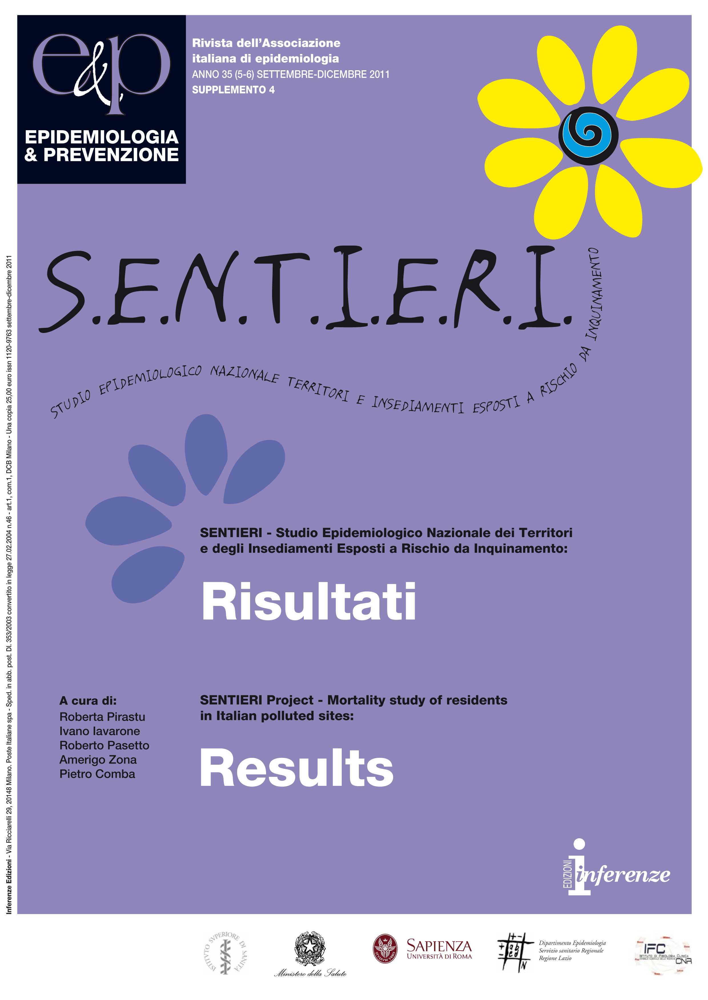 e&p
EPIDEMIOLOGIA
& PREVENZIONE
Rivista dell'Associazione
italiana di epidemiologia
ANNO 35 (5-6) SETTEMBRE-DICEMBRE 2011
SUPPLEMENTO 4
S.E.N.T.I.E.R.I.
STUDIO EPIDEMIOLOGICO NAZIONALE TERRITORI E INSEDIAMENTI ESPOSTI A RISCHIO DA INQUINAMENTO
SENTIERI - Studio Epidemiologico Nazionale dei Territori
e degli Insediamenti Esposti a Rischio da Inquinamento:
Risultati
A cura di:
Roberta Pirastu
Ivano Iavarone
Roberto Pasetto
Amerigo Zona
Pietro Comba
SENTIERI Project - Mortality study of residents
in Italian polluted sites:
Results
EDIZIONI
inferenze
Inferenze Edizioni - Via Ricciarelli 29, 20148 Milano. Poste Italiane spa - Sped. in abb. post. Dl. 353/2003 convertito in legge 27.02.2004 n.46 - art.1, com.1, DCB Milano - Una copia 25,00 euro issn 1120-9763 settembre-dicembre 2011
ISTITVTO SVPERIORE DI SANITÀ
Ministero della Salute
STVDIVM VRBIS
SAPIENZA
UNIVERSITÀ DI ROMA
Dipartimento Epidemiologia
Servizio sanitario Regionale
Regione Lazio
IFC
ISTITUTO DI FISIOLOGIA CLINICA
CNR